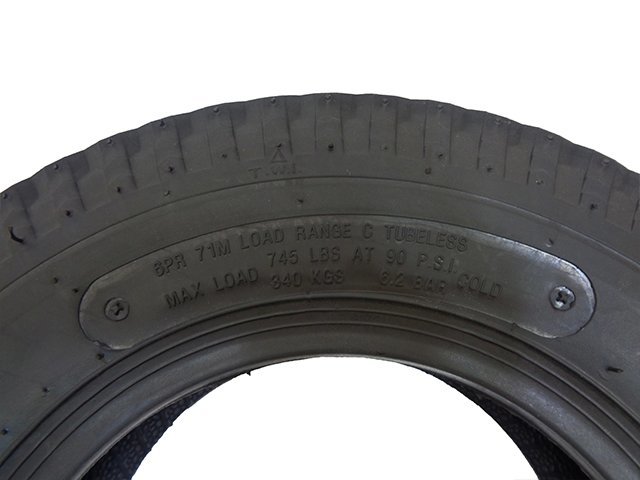 T.W.I.
6PR 71M LOAD RANGE C TUBELESS
MAX LOAD 745 LBS AT 90 P.S.I. COLD
340 KGS 6.2 BAR